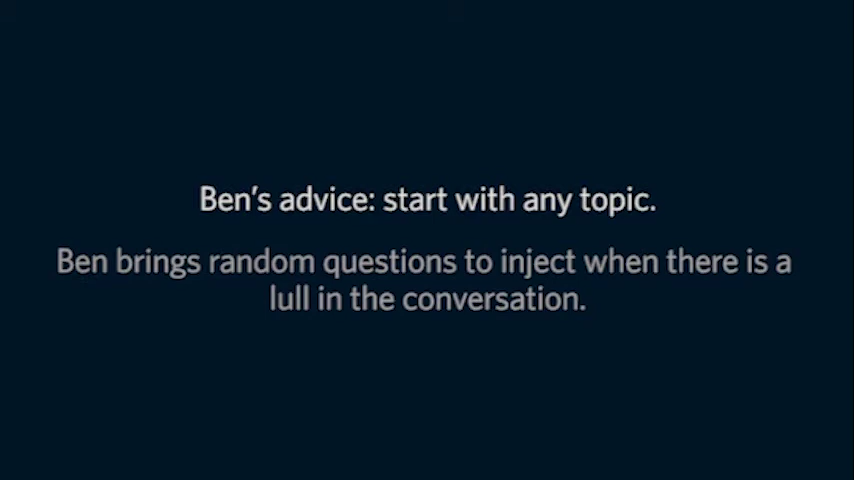 Ben's advice: start with any topic.
Ben brings random questions to inject when there is a
lull in the conversation.